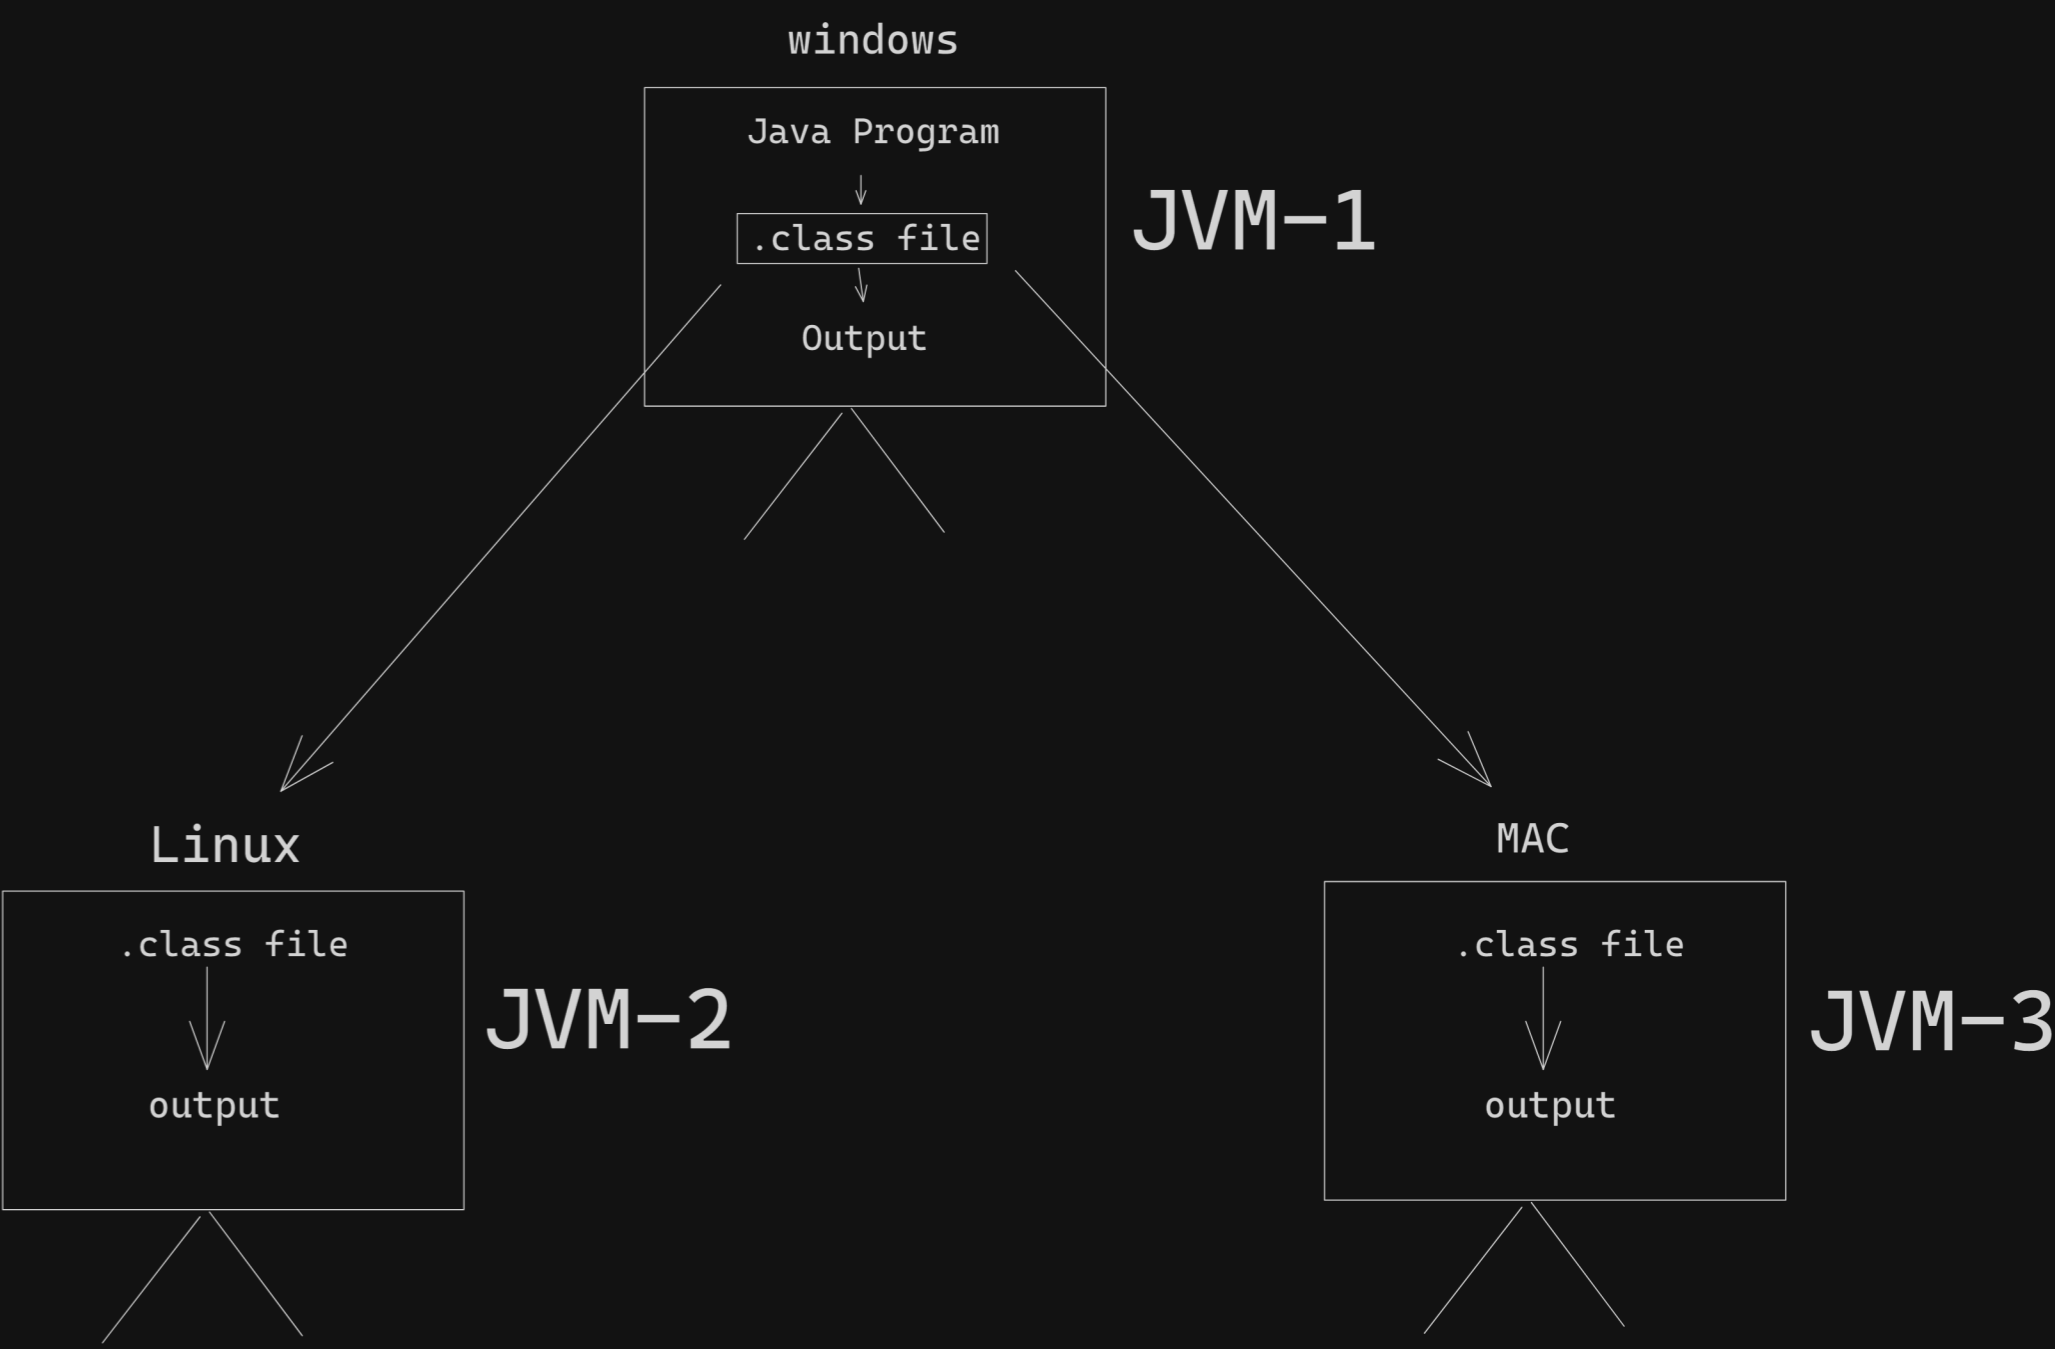 windows
Java Program
.class file
Output
JVM-1
Linux
.class file
output
JVM-2
MAC
.class file
output
JVM-3